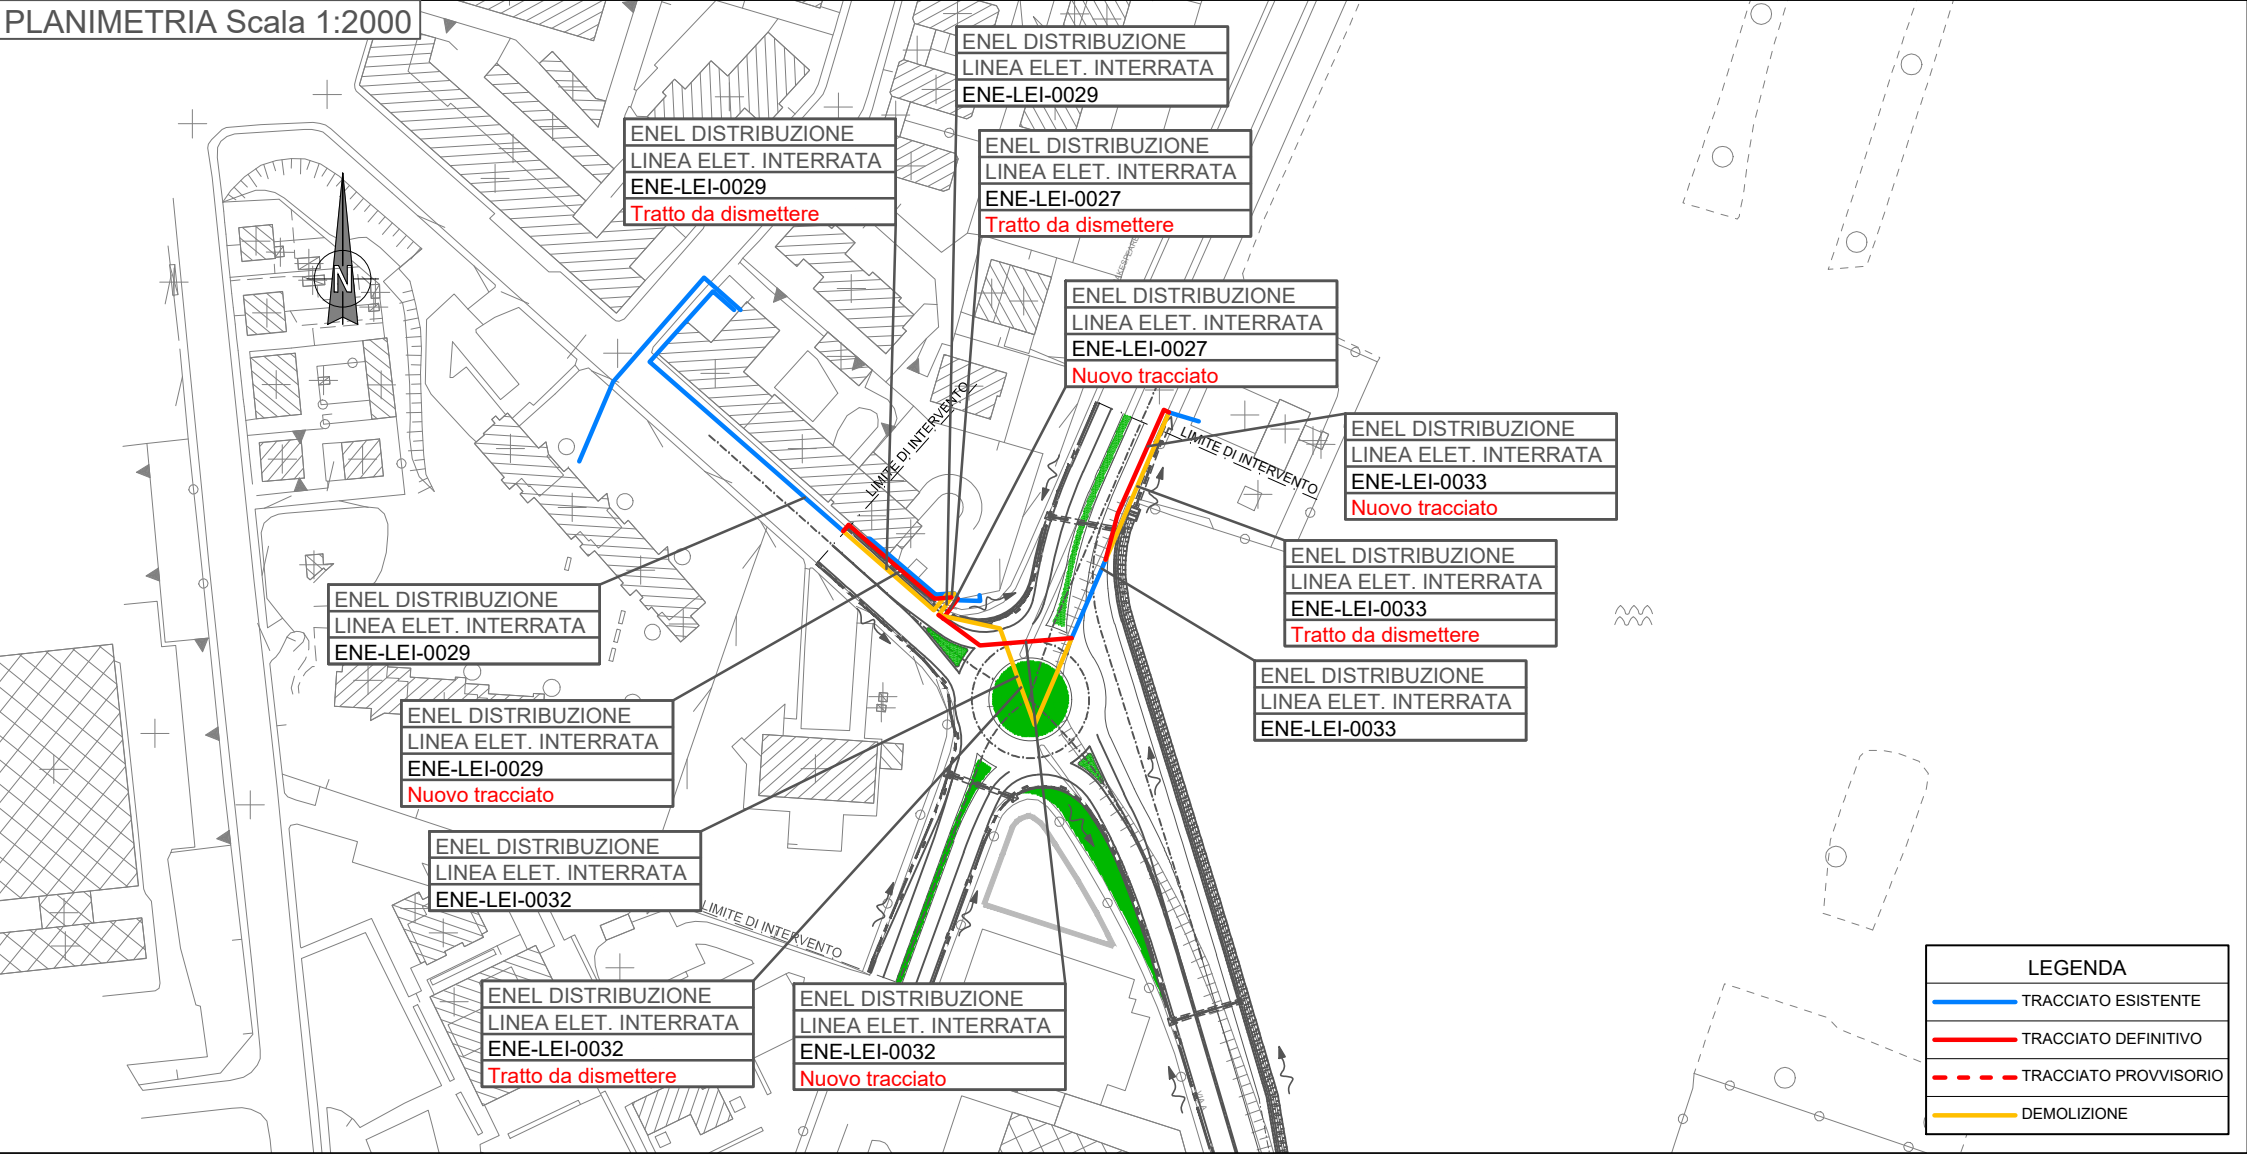 PLANIMETRIA Scala 1:2000
ENEL DISTRIBUZIONE
LINEA ELET. INTERRATA
ENE-LEI-0029
ENEL DISTRIBUZIONE
LINEA ELET. INTERRATA
ENE-LEI-0029
Tratto da dismettere
ENEL DISTRIBUZIONE
LINEA ELET. INTERRATA
ENE-LEI-0027
Tratto da dismettere
N
ENEL DISTRIBUZIONE
LINEA ELET. INTERRATA
ENE-LEI-0027
Nuovo tracciato
LIMITE DI INTERVENTO
LIMITE DI INTERVENTO
ENEL DISTRIBUZIONE
LINEA ELET. INTERRATA
ENE-LEI-0033
Nuovo tracciato
ENEL DISTRIBUZIONE
LINEA ELET. INTERRATA
ENE-LEI-0033
Tratto da dismettere
ENEL DISTRIBUZIONE
LINEA ELET. INTERRATA
ENE-LEI-0029
ENEL DISTRIBUZIONE
LINEA ELET. INTERRATA
ENE-LEI-0033
ENEL DISTRIBUZIONE
LINEA ELET. INTERRATA
ENE-LEI-0029
Nuovo tracciato
ENEL DISTRIBUZIONE
LINEA ELET. INTERRATA
ENE-LEI-0032
LIMITE DI INTERVENTO
ENEL DISTRIBUZIONE
LINEA ELET. INTERRATA
ENE-LEI-0032
Tratto da dismettere
ENEL DISTRIBUZIONE
LINEA ELET. INTERRATA
ENE-LEI-0032
Nuovo tracciato
LEGENDA
TRACCIATO ESISTENTE
TRACCIATO DEFINITIVO
TRACCIATO PROVVISORIO
DEMOLIZIONE